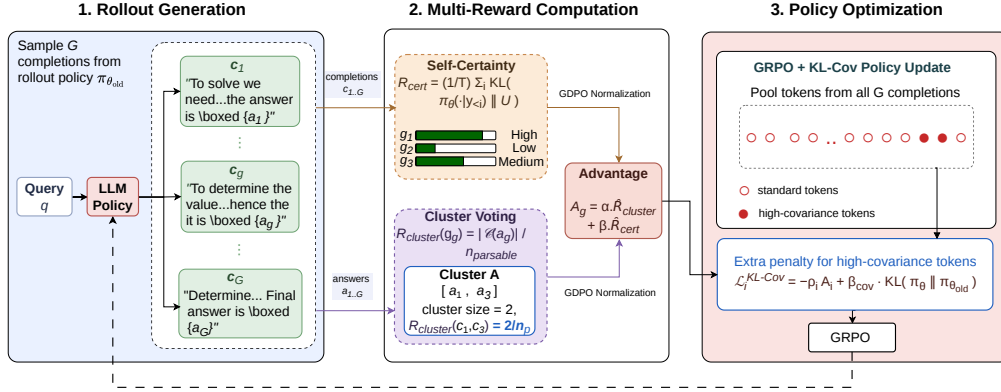 1. Rollout Generation
Sample G
completions from
rollout policy π_θold
Query
q
LLM
Policy
c_1
"To solve we
need...the answer
is \boxed {a_1 }"
...
c_g
"To determine the
value...hence the
it is \boxed {a_g }"
...
c_G
"Determine... Final
answer is \boxed
{a_G}"
completions
c_1..G
answers
a_1..G
2. Multi-Reward Computation
Self-Certainty
R_cert = (1/T) Σ_i KL(
π_θ(·|y_<i) ∥ U )
g_1 High
g_2 Low
g_3 Medium
GDPO Normalization
Cluster Voting
R_cluster(g_g) = | 𝒞(a_g)| /
n_parsable
Cluster A
[ a_1 , a_3 ]
cluster size = 2,
R_cluster(c_1,c_3) = 2/n_p
GDPO Normalization
Advantage
A_g = α.R̂_cluster
+ β.R̂_cert
3. Policy Optimization
GRPO + KL-Cov Policy Update
Pool tokens from all G completions
..
standard tokens
high-covariance tokens
Extra penalty for high-covariance tokens
ℒ_i^KL-Cov = −ρ_i A_i + β_cov · KL( π_θ ∥ π_θold )
GRPO